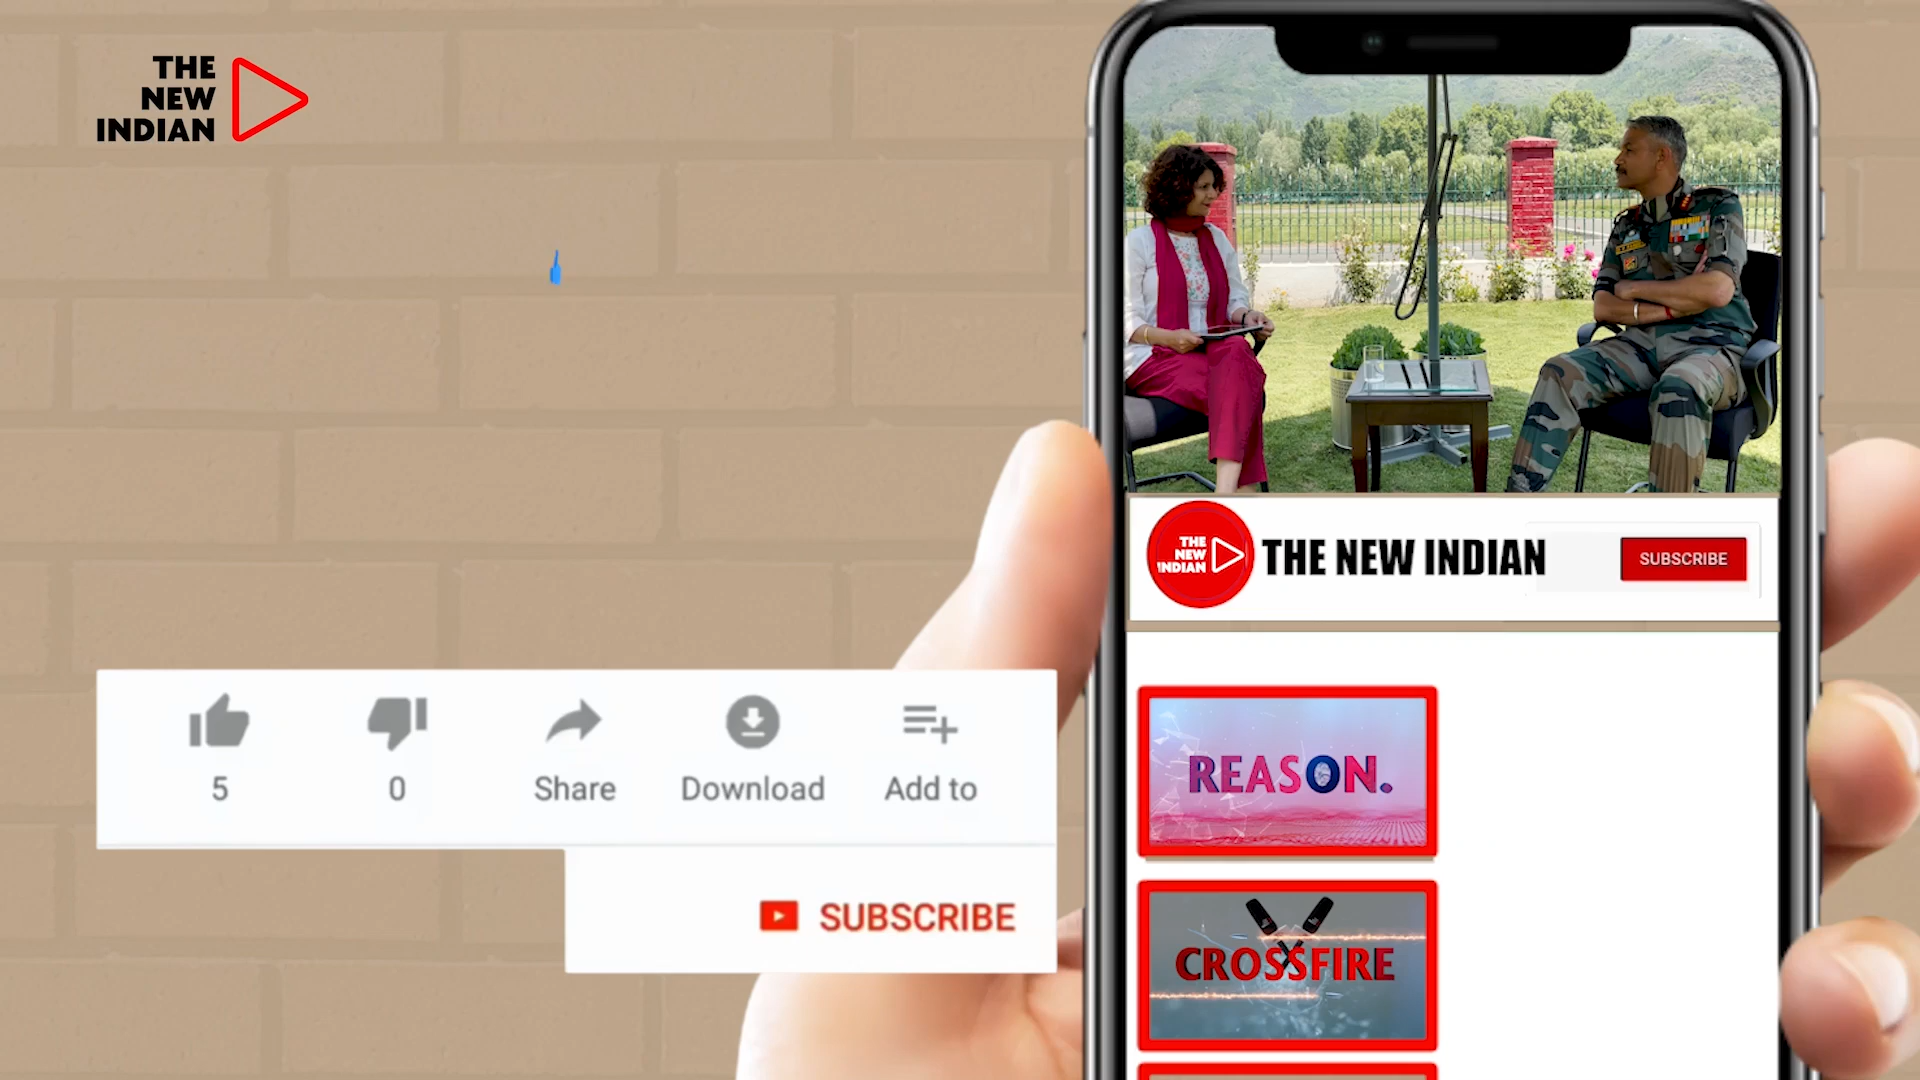 THE
NEW
INDIAN
THE
NEW
INDIAN
THE NEW INDIAN
SUBSCRIBE
5
0
Share
Download
Add to
SUBSCRIBE
REASON.
CROSSFIRE